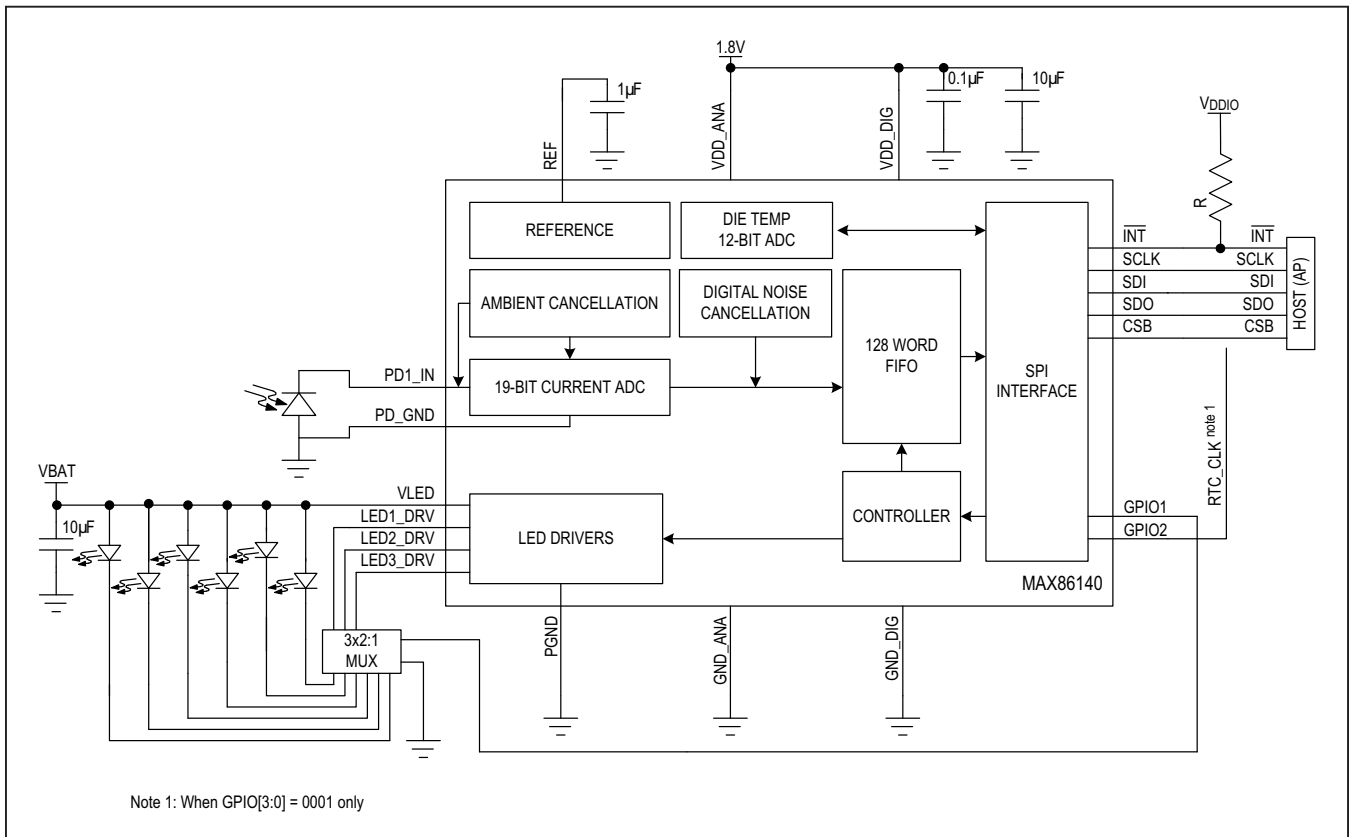 1.8V
1µF
0.1µF
10µF
VDDIO
REF
VDD_ANA
VDD_DIG
R
REFERENCE
DIE TEMP
12-BIT ADC
INT
INT
SCLK
SCLK
SDI
SDI
SDO
SDO
CSB
CSB
HOST (AP)
AMBIENT CANCELLATION
DIGITAL NOISE
CANCELLATION
128 WORD
FIFO
SPI
INTERFACE
PD1_IN
19-BIT CURRENT ADC
PD_GND
RTC_CLK note 1
VBAT
VLED
10µF
LED1_DRV
LED2_DRV
LED3_DRV
LED DRIVERS
CONTROLLER
GPIO1
GPIO2
MAX86140
3x2:1
MUX
PGND
GND_ANA
GND_DIG
Note 1: When GPIO[3:0] = 0001 only